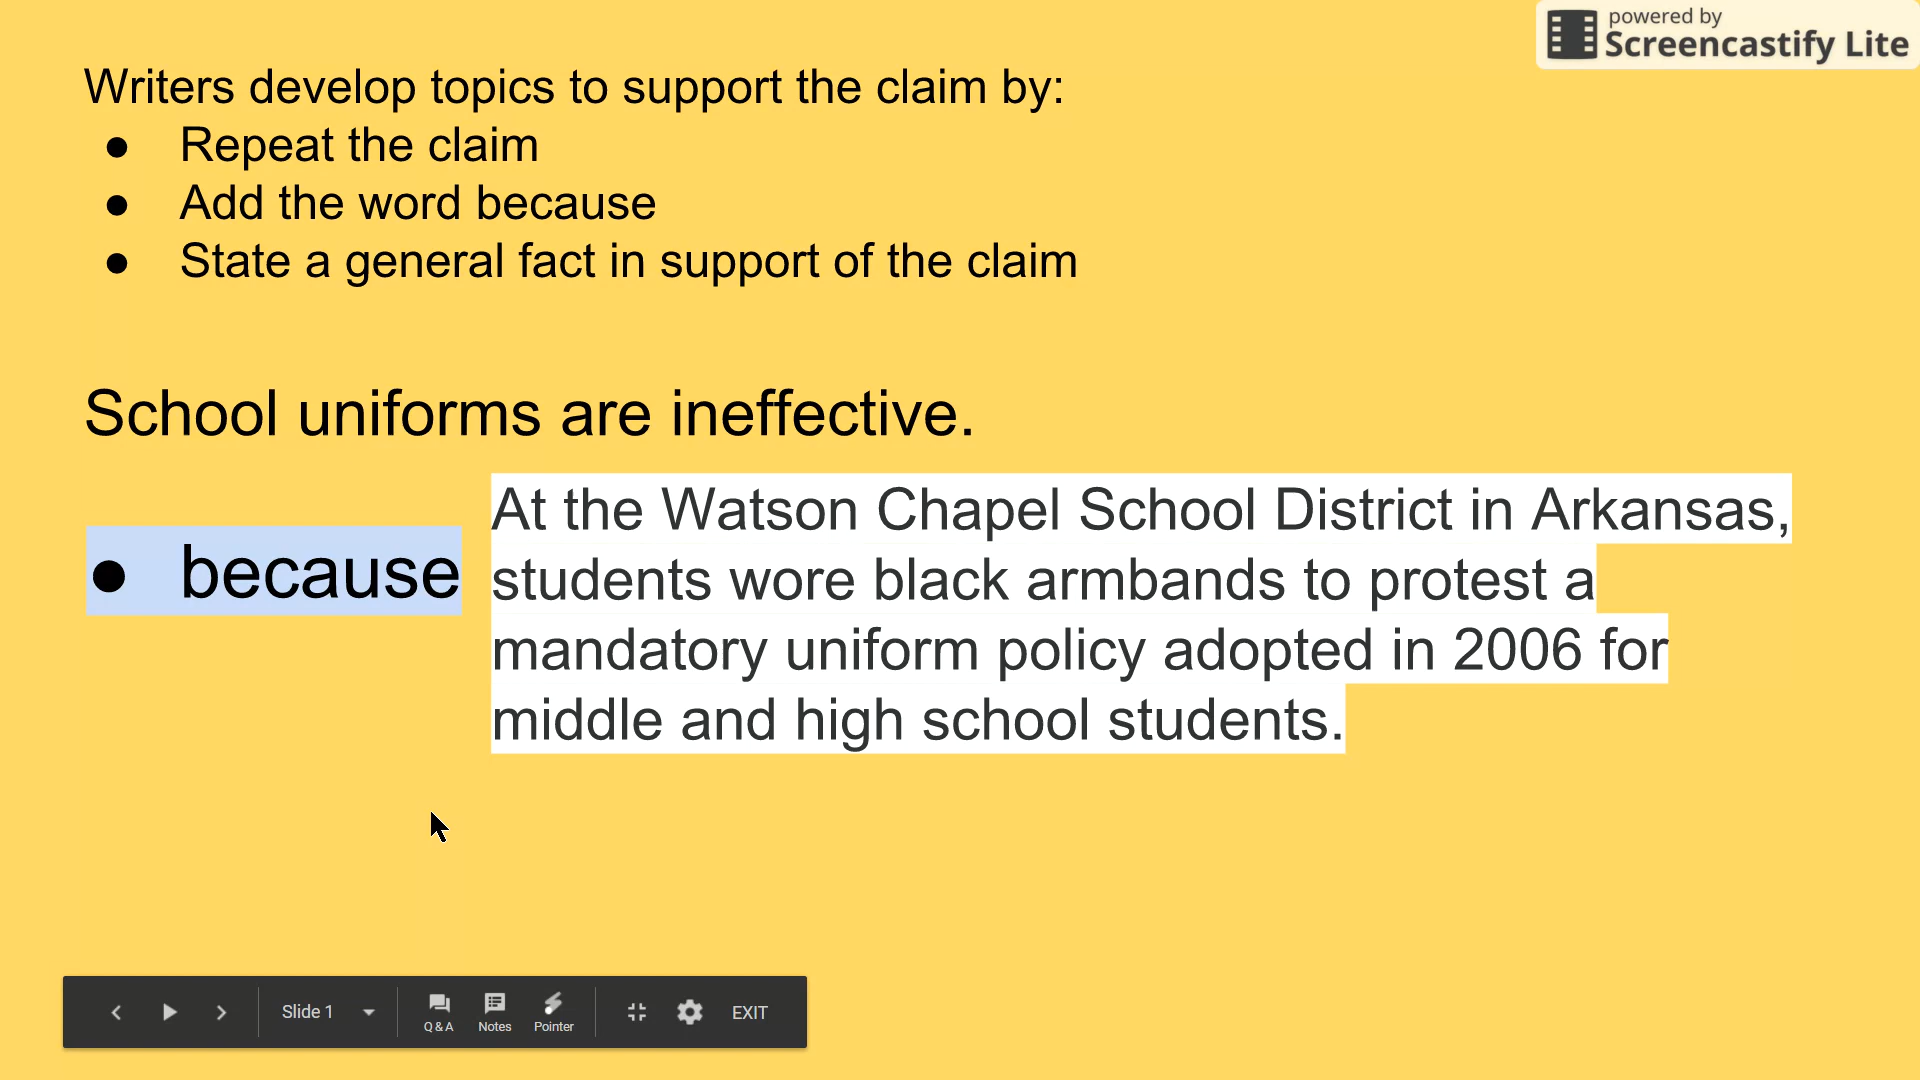 powered by
Screencastify Lite
Writers develop topics to support the claim by:
● Repeat the claim
● Add the word because
● State a general fact in support of the claim
School uniforms are ineffective.
● because
At the Watson Chapel School District in Arkansas,
students wore black armbands to protest a
mandatory uniform policy adopted in 2006 for
middle and high school students.
Slide 1
Q & A
Notes
Pointer
EXIT